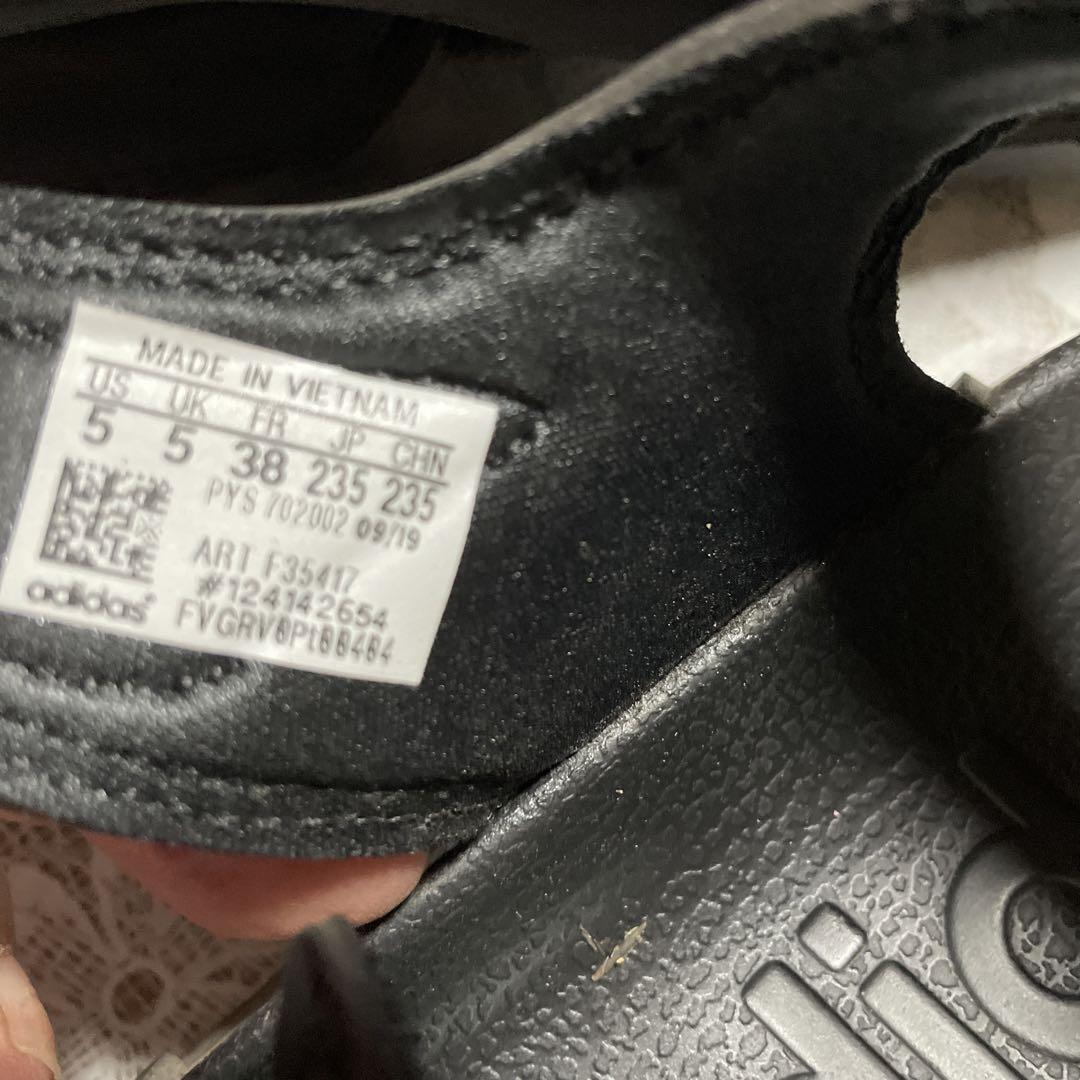 MADE IN VIETNAM
US UK FR JP CHN
5 5 38 235 235
PYS 702002 09/19
ART F35417
#124142654
FVGRV0Pt00404
adidas